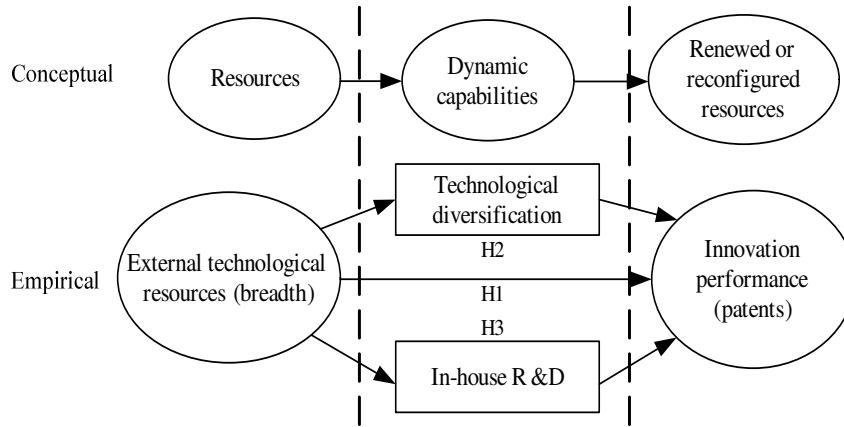 Conceptual
Resources
Dynamic
capabilities
Renewed or
reconfigured
resources
Empirical
External technological
resources (breadth)
Technological
diversification
H2
H1
H3
In-house R &D
Innovation
performance
(patents)